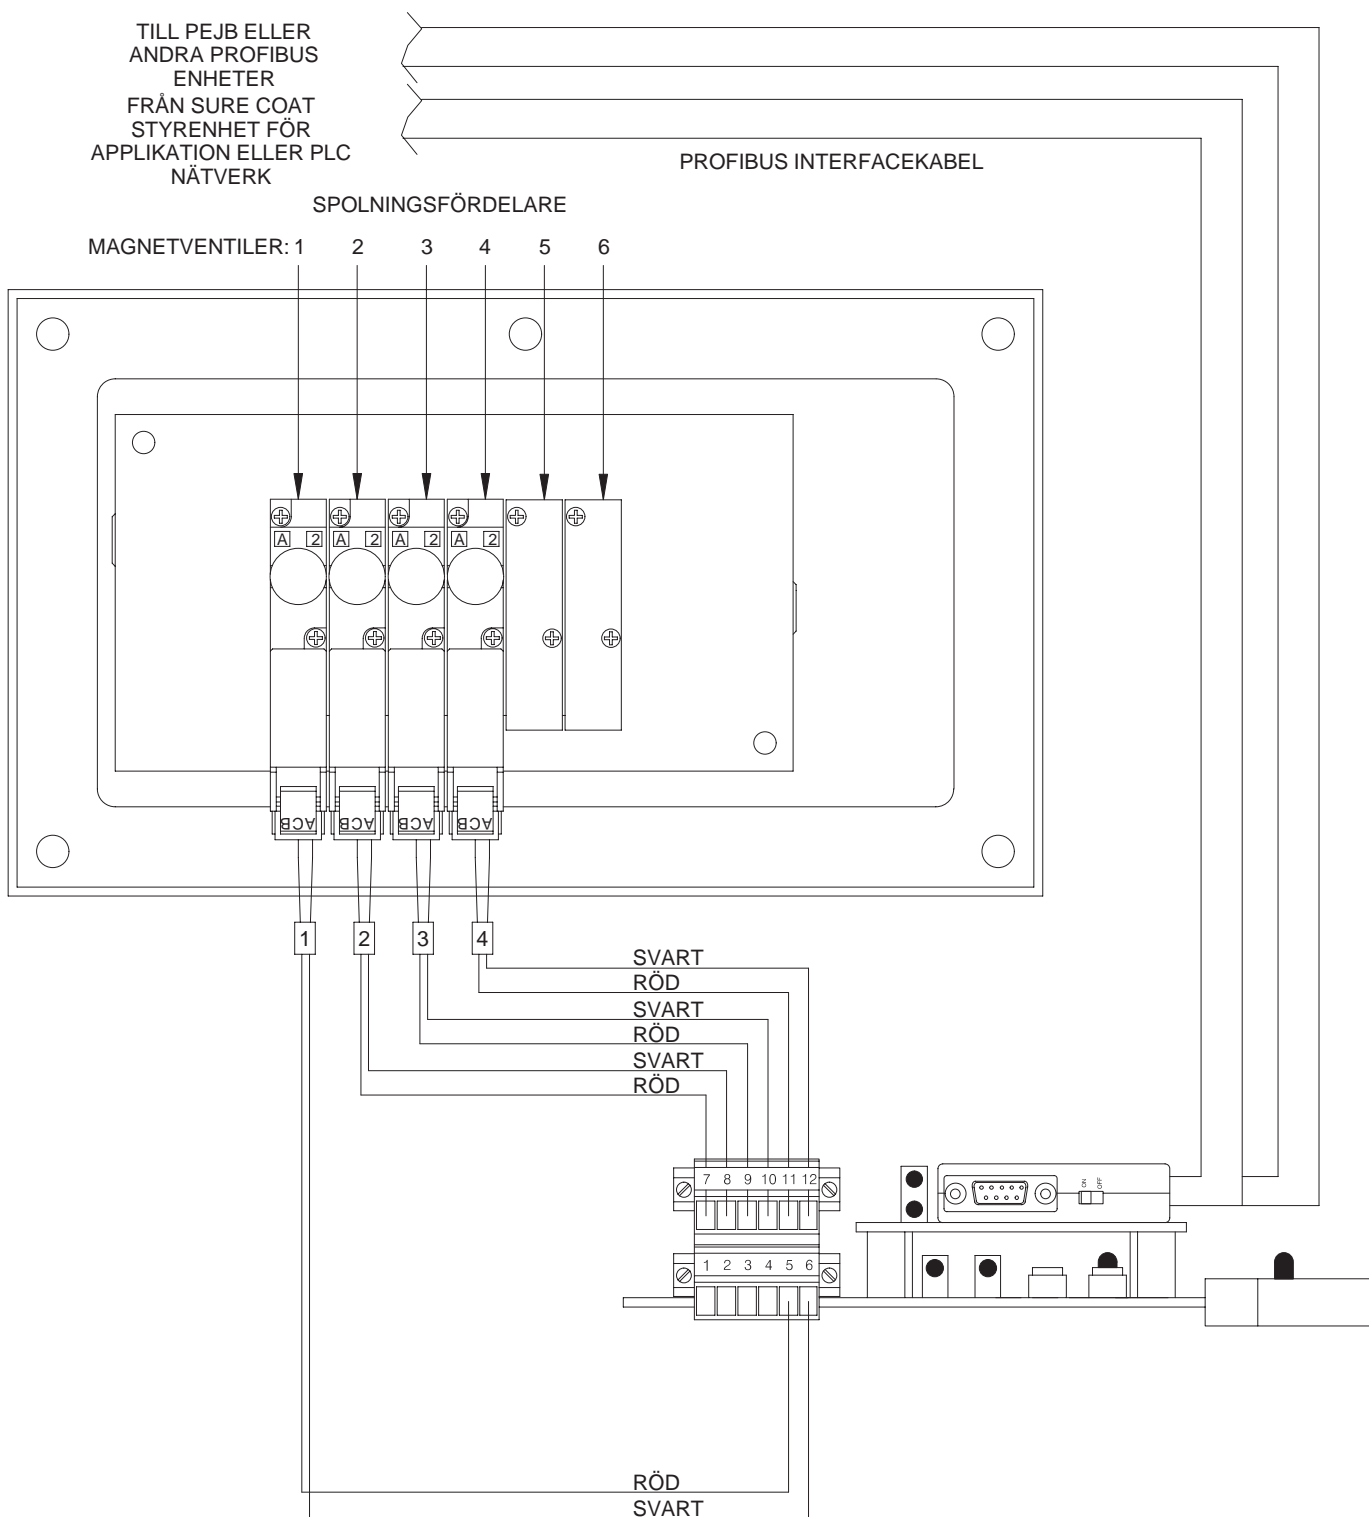 TILL PEJB ELLER
ANDRA PROFIBUS
ENHETER
FRÅN SURE COAT
STYRENHET FÖR
APPLIKATION ELLER PLC
NÄTVERK
PROFIBUS INTERFACEKABEL
SPOLNINGSFÖRDELARE
MAGNETVENTILER: 1 2 3 4 5 6
A 2 A 2 A 2 A 2
ACB ACB ACB ACB
1 2 3 4
SVART
RÖD
SVART
RÖD
SVART
RÖD
7 8 9 10 11 12
ON OFF
1 2 3 4 5 6
RÖD
SVART